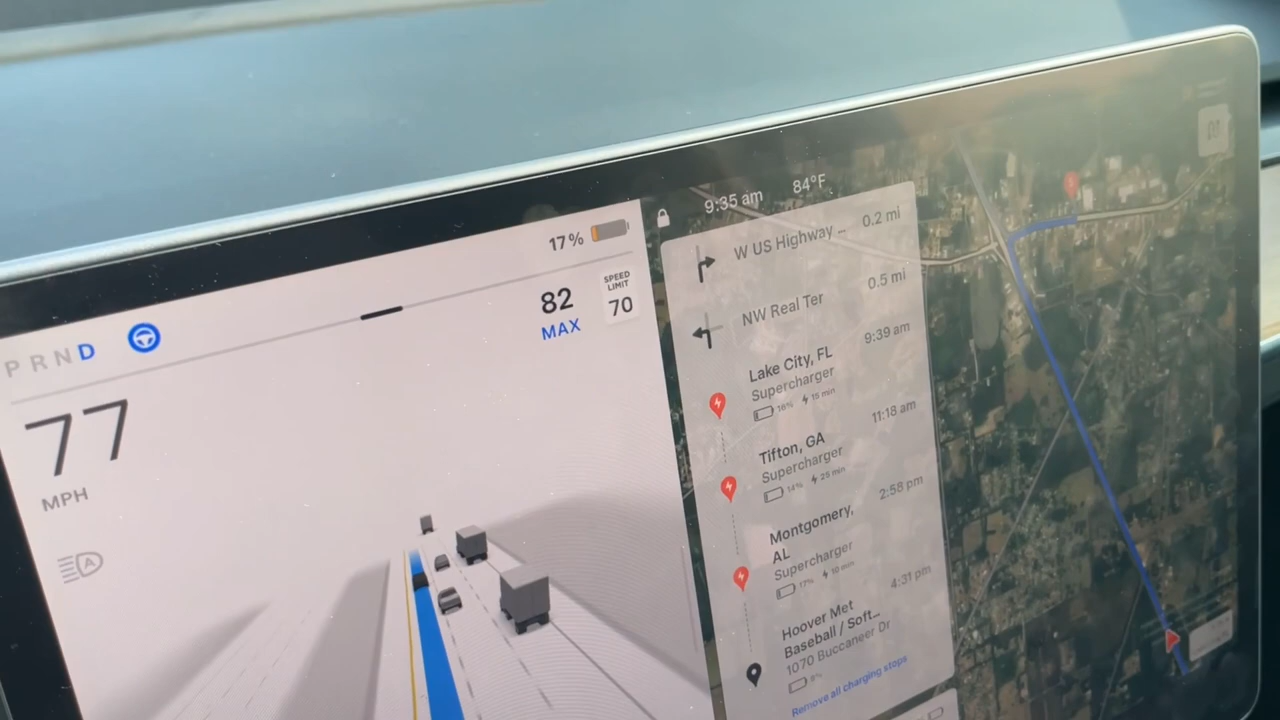 9:35 am
84°F
17%
82
MAX
SPEED
LIMIT
70
P R N D
77
MPH
A
W US Highway ...
0.2 mi
NW Real Ter
0.5 mi
Lake City, FL
9:39 am
Supercharger
16% 15 min
Tifton, GA
11:18 am
Supercharger
14% 25 min
Montgomery,
AL
2:58 pm
Supercharger
17% 10 min
Hoover Met
4:31 pm
Baseball / Soft...
1070 Buccaneer Dr
8%
Remove all charging stops